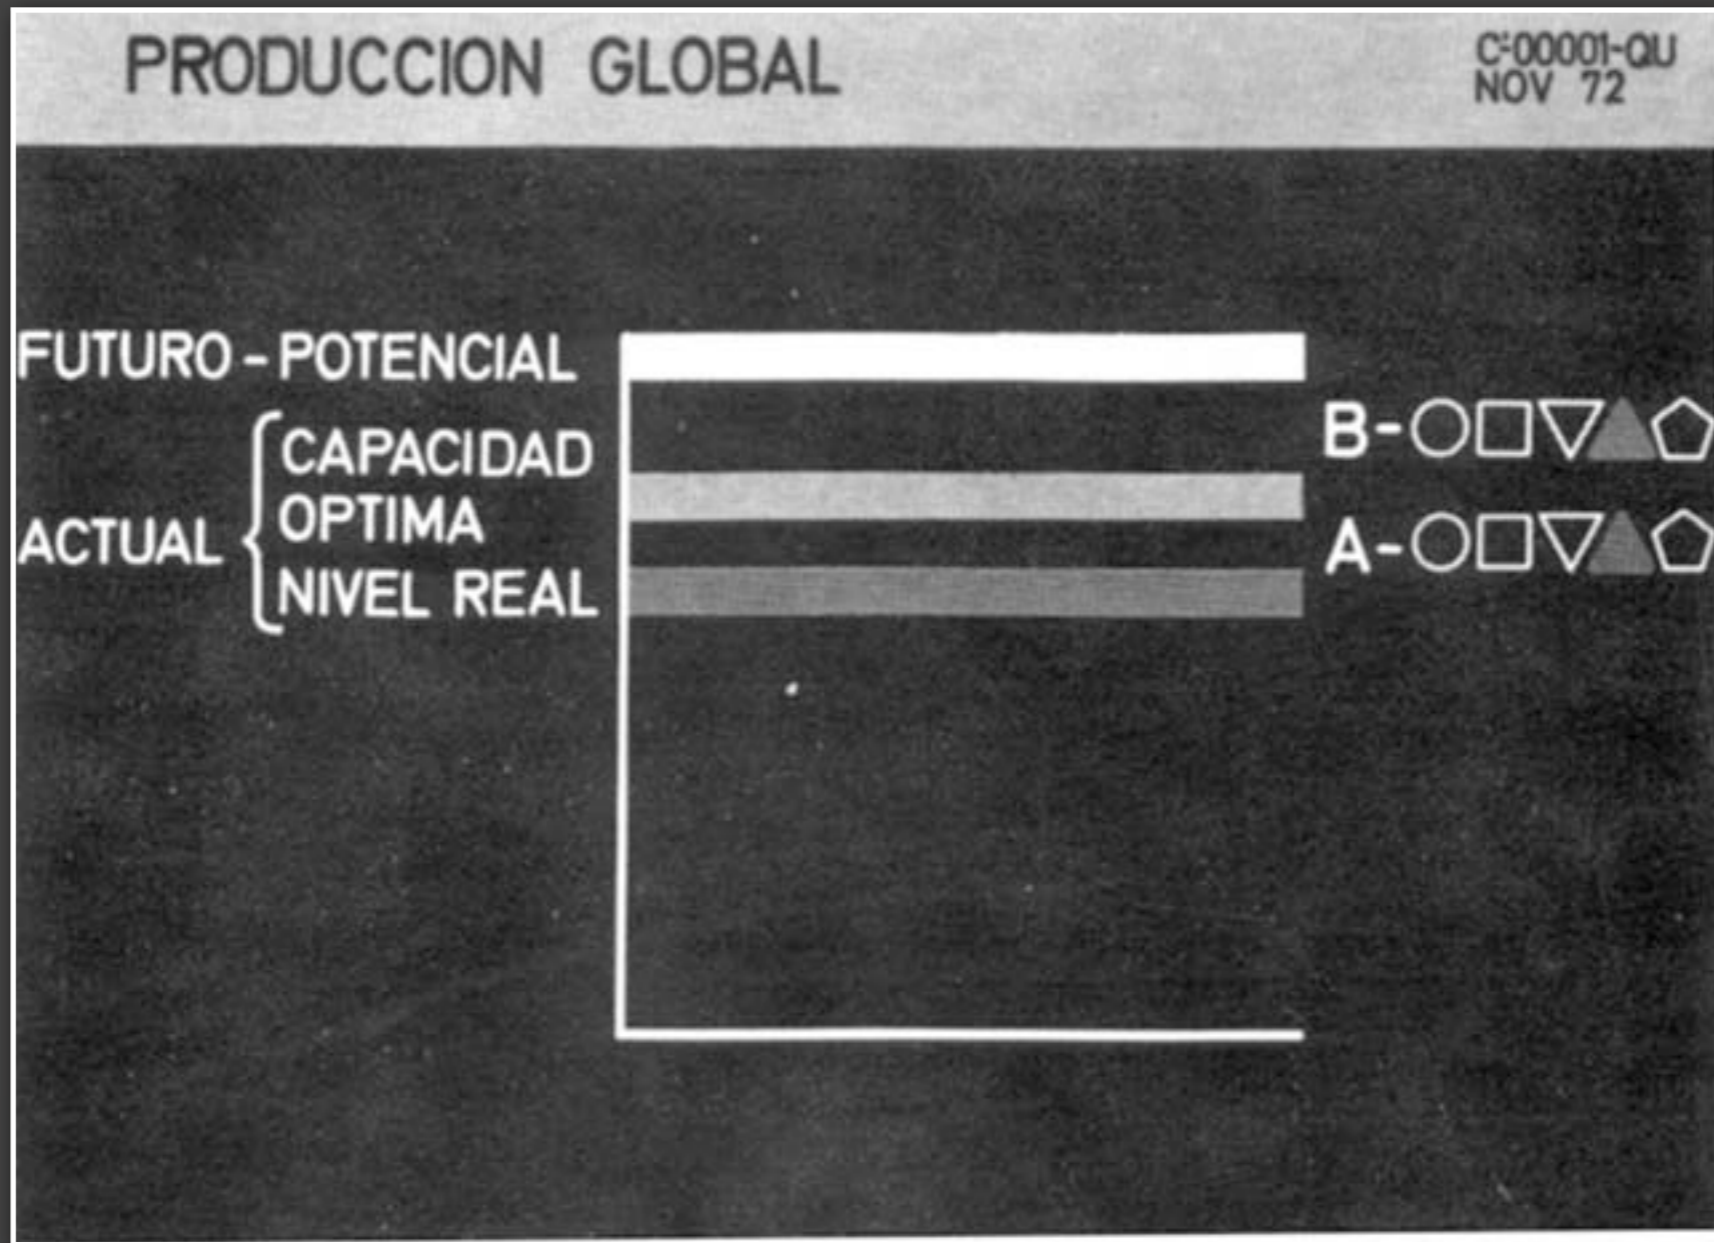 PRODUCCION GLOBAL
C-00001-QU
NOV 72
FUTURO - POTENCIAL
ACTUAL
CAPACIDAD
OPTIMA
NIVEL REAL
B-
A-